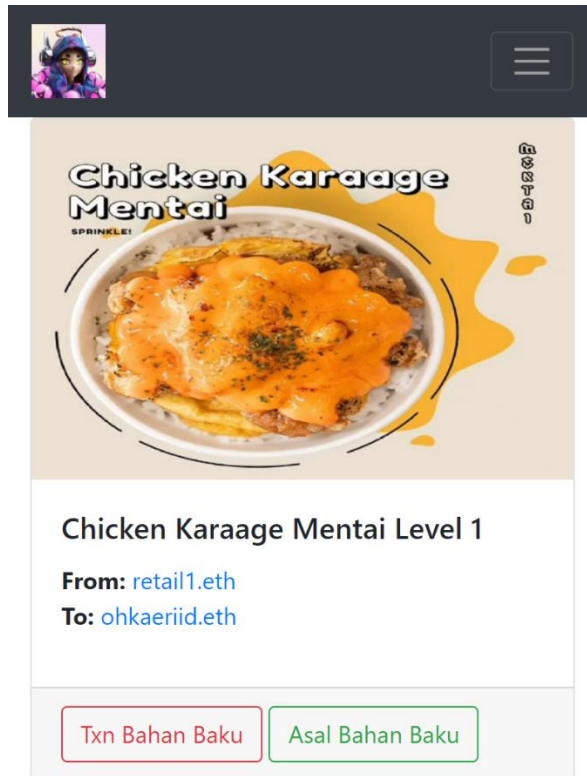 Chicken Karaage
Mentai
SPRINKLE!
MENTAI
Chicken Karaage Mentai Level 1
From: retail1.eth
To: ohkaeriid.eth
Txn Bahan Baku
Asal Bahan Baku